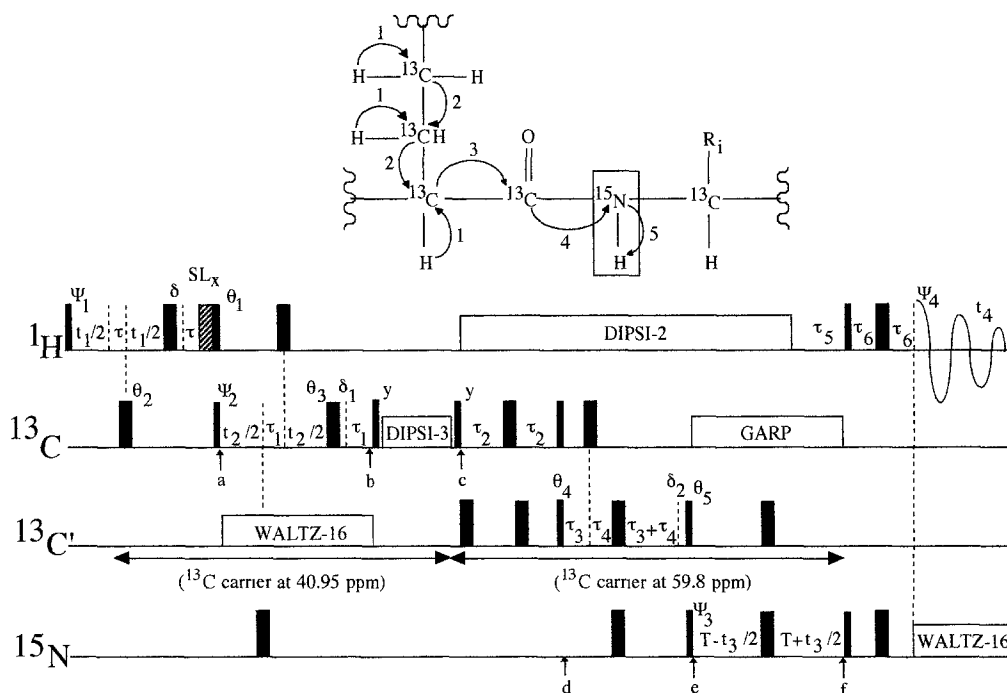 1
H
¹³C
H
2
1
H
¹³CH
2
3
O
R_i
¹³C
¹³C
¹⁵N
¹³C
1
4
5
H
H
H
Ψ₁
SLₓ
δ
θ₁
Ψ₄
t₄
¹H
t₁/2
τ
t₁/2
τ
DIPSI-2
τ₅
τ₆
τ₆
θ₂
Ψ₂
θ₃
δ₁
y
y
¹³C
t₂/2
τ₁
t₂/2
τ₁
DIPSI-3
τ₂
τ₂
GARP
a
b
c
θ₄
δ₂
θ₅
¹³C'
WALTZ-16
τ₃
τ₄
τ₃+τ₄
(¹³C carrier at 40.95 ppm)
(¹³C carrier at 59.8 ppm)
Ψ₃
¹⁵N
T-t₃/2
T+t₃/2
WALTZ-16
d
e
f